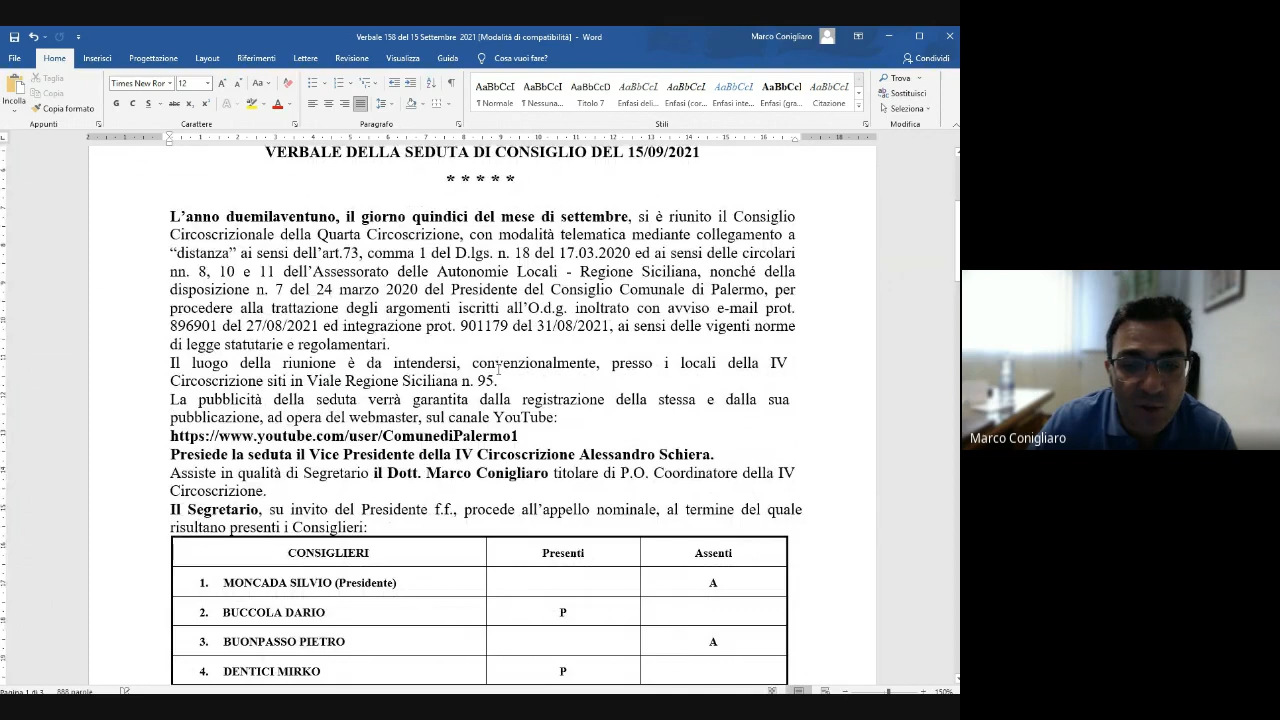 Verbale 158 del 15 Settembre 2021 [Modalità di compatibilità] - Word
Marco Conigliaro
File Home Inserisci Progettazione Layout Riferimenti Lettere Revisione Visualizza Guida Cosa vuoi fare? Condividi
Incolla
Taglia
Copia
Copia formato
Times New Ror 12
AaBbCcI AaBbCcI AaBbCcD AaBbCcI AaBbCcI AaBbCcI AaBbCcI AaBbCcI
¶ Normale ¶ Nessuna... Titolo 7 Enfasi deli... Enfasi (cor... Enfasi inte... Enfasi (gra... Citazione
Trova
Sostituisci
Seleziona
Appunti Carattere Paragrafo Stili Modifica
VERBALE DELLA SEDUTA DI CONSIGLIO DEL 15/09/2021
* * * * *
L’anno duemilaventuno, il giorno quindici del mese di settembre, si è riunito il Consiglio
Circoscrizionale della Quarta Circoscrizione, con modalità telematica mediante collegamento a
“distanza” ai sensi dell’art.73, comma 1 del D.lgs. n. 18 del 17.03.2020 ed ai sensi delle circolari
nn. 8, 10 e 11 dell’Assessorato delle Autonomie Locali - Regione Siciliana, nonché della
disposizione n. 7 del 24 marzo 2020 del Presidente del Consiglio Comunale di Palermo, per
procedere alla trattazione degli argomenti iscritti all’O.d.g. inoltrato con avviso e-mail prot.
896901 del 27/08/2021 ed integrazione prot. 901179 del 31/08/2021, ai sensi delle vigenti norme
di legge statutarie e regolamentari.
Il luogo della riunione è da intendersi, convenzionalmente, presso i locali della IV
Circoscrizione siti in Viale Regione Siciliana n. 95.
La pubblicità della seduta verrà garantita dalla registrazione della stessa e dalla sua
pubblicazione, ad opera del webmaster, sul canale YouTube:
https://www.youtube.com/user/ComunediPalermo1
Presiede la seduta il Vice Presidente della IV Circoscrizione Alessandro Schiera.
Assiste in qualità di Segretario il Dott. Marco Conigliaro titolare di P.O. Coordinatore della IV
Circoscrizione.
Il Segretario, su invito del Presidente f.f., procede all’appello nominale, al termine del quale
risultano presenti i Consiglieri:
CONSIGLIERI Presenti Assenti
1. MONCADA SILVIO (Presidente) A
2. BUCCOLA DARIO P
3. BUONPASSO PIETRO A
4. DENTICI MIRKO P
Pagina 1 di 3 888 parole 150%
Marco Conigliaro